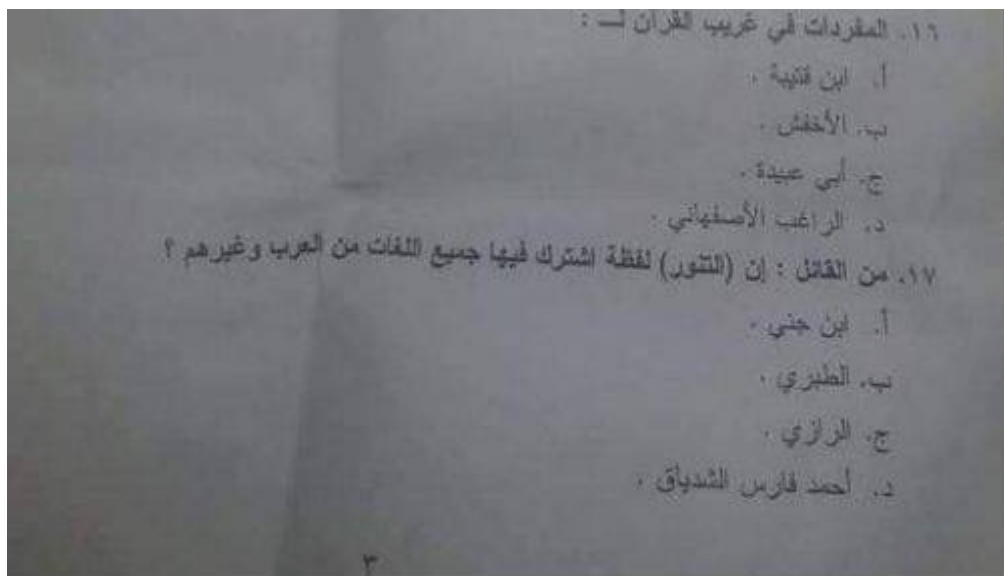 ١٦. المفردات في غريب القرآن لـــ :
أ. ابن قتيبة .
ب. الأخفش .
ج. أبي عبيدة .
د. الراغب الأصفهاني .
١٧. من القائل : إن (التنور) لفظة اشترك فيها جميع اللغات من العرب وغيرهم ؟
أ. ابن جني .
ب. الطبري .
ج. الرازي .
د. أحمد فارس الشدياق .
٣